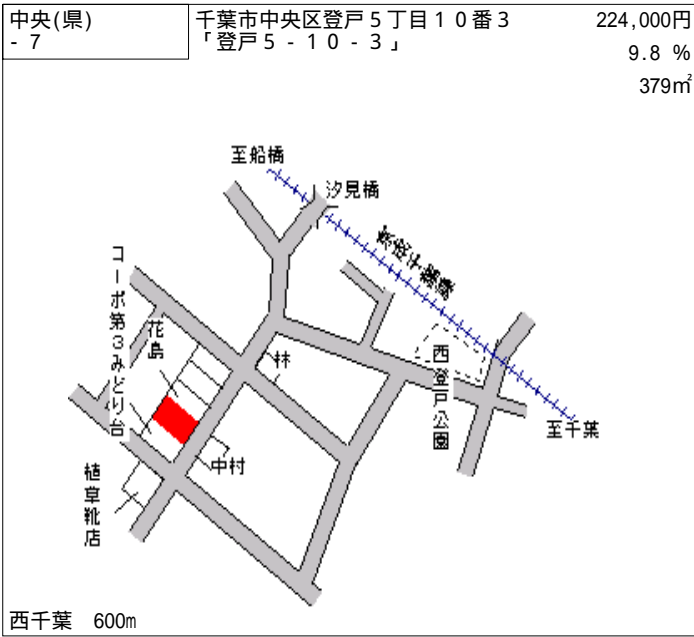 中央(県)
- 7
千葉市中央区登戸５丁目１０番３
「登戸５-１０-３」
224,000円
9.8 %
379㎡
至船橋
汐見橋
京成千葉線
コーポ第3みどり台
花島
林
西登戸公園
中村
至千葉
植草靴店
西千葉 600m